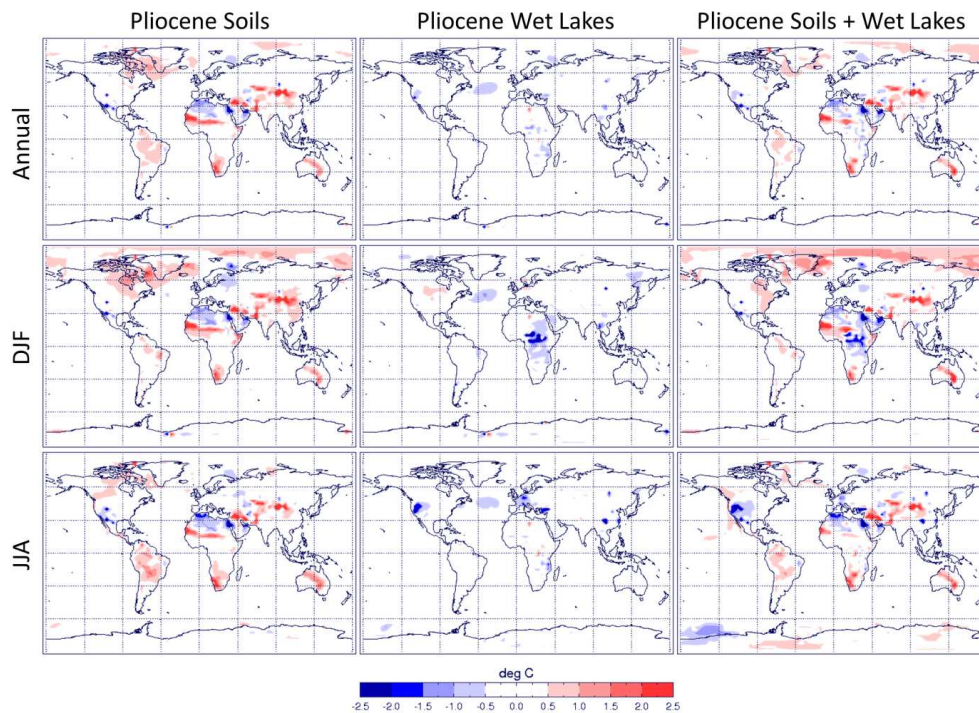 Pliocene Soils Pliocene Wet Lakes Pliocene Soils + Wet Lakes
Annual
DJF
JJA
deg C
-2.5 -2.0 -1.5 -1.0 -0.5 0.0 0.5 1.0 1.5 2.0 2.5